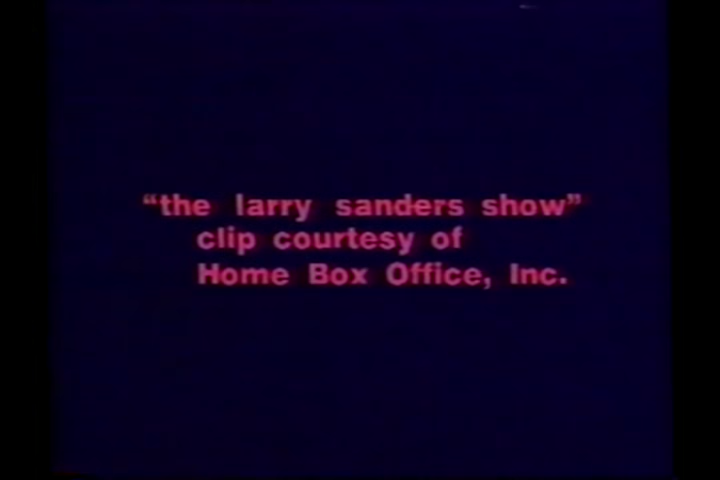 “the larry sanders show”
clip courtesy of
Home Box Office, Inc.